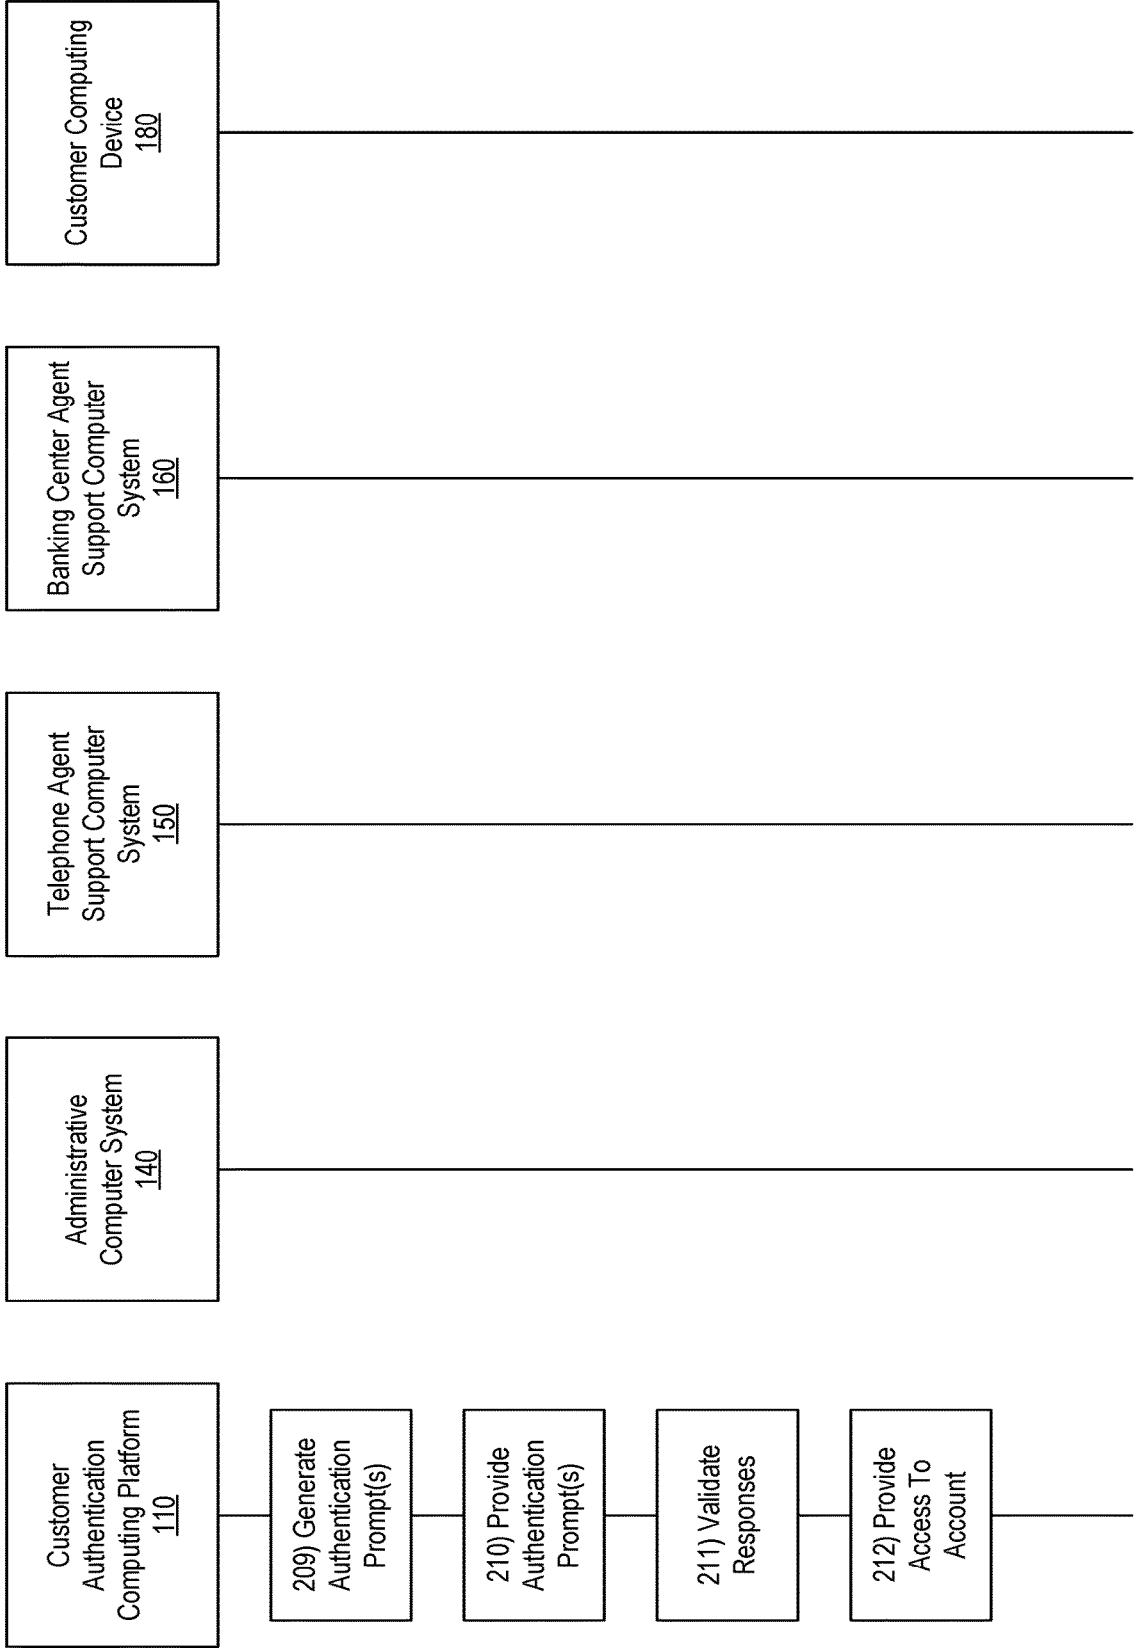 Customer
Authentication
Computing Platform
110
Administrative
Computer System
140
Telephone Agent
Support Computer
System
150
Banking Center Agent
Support Computer
System
160
Customer Computing
Device
180
209) Generate
Authentication
Prompt(s)
210) Provide
Authentication
Prompt(s)
211) Validate
Responses
212) Provide
Access To
Account